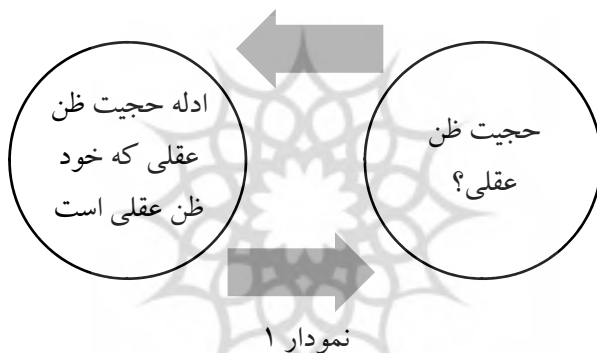 حجیت ظن
عقلی؟
ادله حجیت ظن
عقلی که خود
ظن عقلی است
نمودار ۱